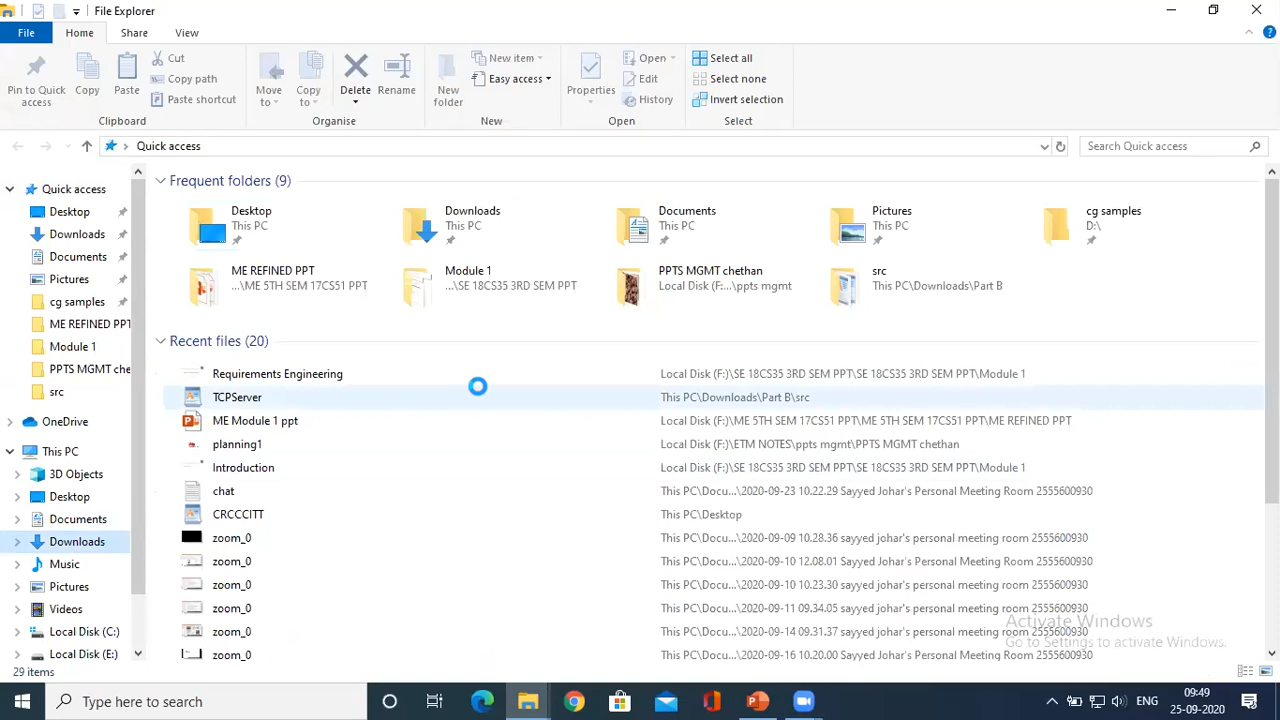 File Explorer
File Home Share View
Pin to Quick access
Copy
Paste
Cut
Copy path
Paste shortcut
Clipboard
Move to
Copy to
Delete
Rename
Organise
New folder
New item
Easy access
New
Properties
Open
Edit
History
Open
Select all
Select none
Invert selection
Select
Quick access
Search Quick access
Quick access
Desktop
Downloads
Documents
Pictures
cg samples
ME REFINED PPT
Module 1
PPTS MGMT che
src
OneDrive
This PC
3D Objects
Desktop
Documents
Downloads
Music
Pictures
Videos
Local Disk (C:)
Local Disk (E:)
Frequent folders (9)
Desktop
This PC
Downloads
This PC
Documents
This PC
Pictures
This PC
cg samples
D:\
ME REFINED PPT
...\ME 5TH SEM 17CS51 PPT
Module 1
...\SE 18CS35 3RD SEM PPT
PPTS MGMT chethan
Local Disk (F:...\ppts mgmt
src
This PC\Downloads\Part B
Recent files (20)
Requirements Engineering Local Disk (F:)\SE 18CS35 3RD SEM PPT\SE 18CS35 3RD SEM PPT\Module 1
TCPServer This PC\Downloads\Part B\src
ME Module 1 ppt Local Disk (F:)\ME 5TH SEM 17CS51 PPT\ME 5TH SEM 17CS51 PPT\ME REFINED PPT
planning1 Local Disk (F:)\ETM NOTES\ppts mgmt\PPTS MGMT chethan
Introduction Local Disk (F:)\SE 18CS35 3RD SEM PPT\SE 18CS35 3RD SEM PPT\Module 1
chat This PC\Docu...\2020-09-23 10.22.29 Sayyed Johar's Personal Meeting Room 2555600930
CRCCCITT This PC\Desktop
zoom_0 This PC\Docu...\2020-09-09 10.28.36 sayyed johar's personal meeting room 2555600930
zoom_0 This PC\Docu...\2020-09-10 12.08.01 Sayyed Johar's Personal Meeting Room 2555600930
zoom_0 This PC\Docu...\2020-09-10 10.23.30 sayyed johar's personal meeting room 2555600930
zoom_0 This PC\Docu...\2020-09-11 09.34.05 sayyed johar's personal meeting room 2555600930
zoom_0 This PC\Docu...\2020-09-14 09.31.37 sayyed johar's personal meeting room 2555600930
zoom_0 This PC\Docu...\2020-09-16 10.20.00 Sayyed Johar's Personal Meeting Room 2555600930
Activate Windows
Go to Settings to activate Windows.
29 items
Type here to search
ENG
09:49
25-09-2020